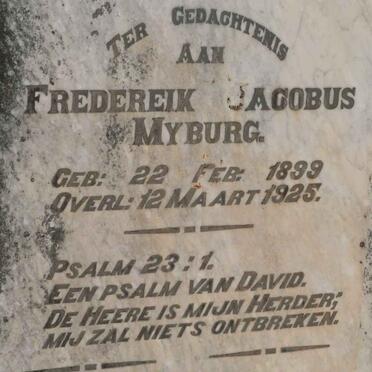 TER GEDACHTENIS
AAN
FREDEREIK JACOBUS
MYBURG.
GEB: 22 FEB: 1899
OVERL: 12 MAART 1925.
PSALM 23:1.
EEN PSALM VAN DAVID.
DE HEERE IS MIJN HERDER;
MIJ ZAL NIETS ONTBREKEN.